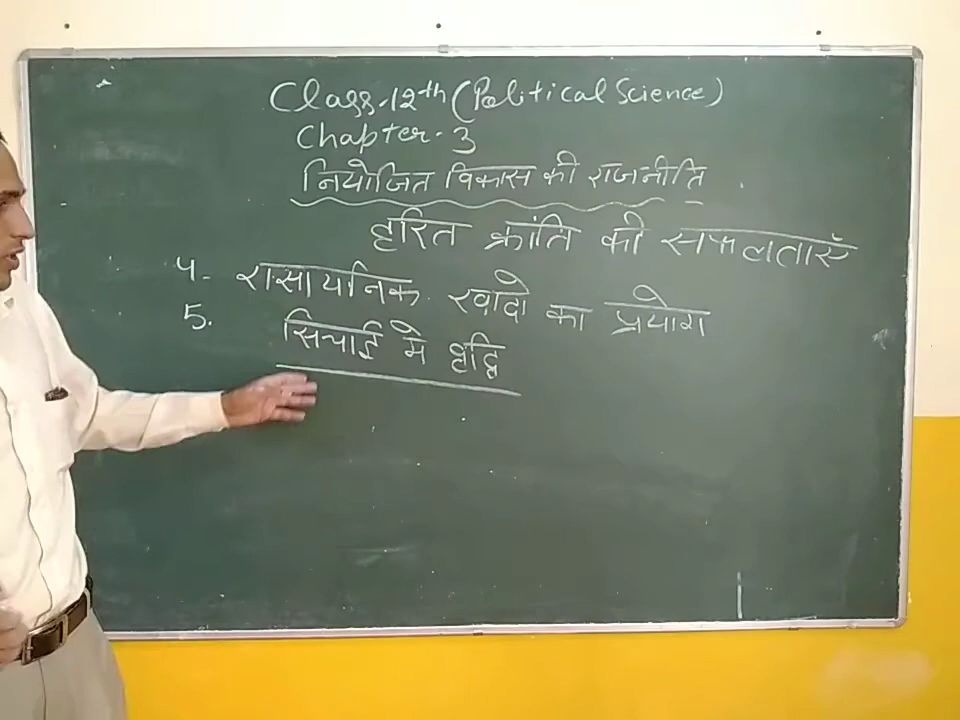 Class-12th (Political Science)
Chapter-3
नियोजित विकास की राजनीति
हरित क्रांति की सफलताएँ
4- रासायनिक खादो का प्रयोग
5. सिचाई मे वृद्धि